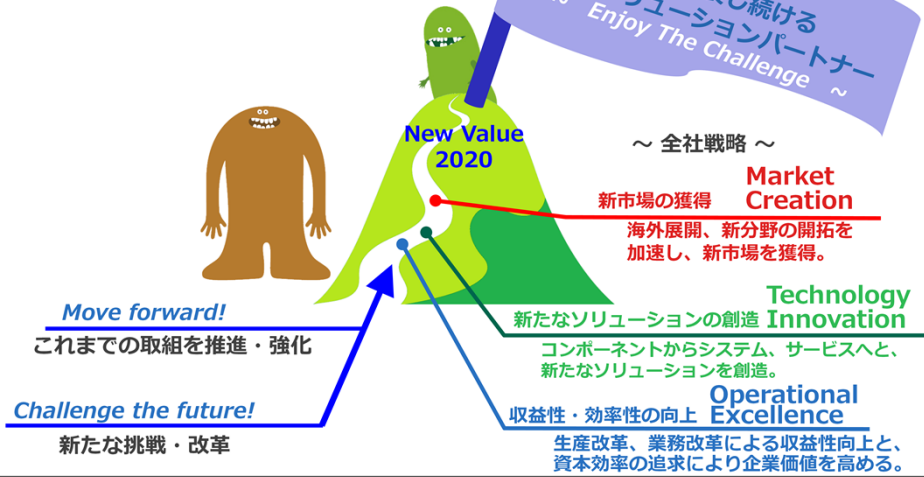 し続ける
リューションパートナー
Enjoy The Challenge ～
New Value
2020
～ 全社戦略 ～
新市場の獲得 Market
Creation
海外展開、新分野の開拓を
加速し、新市場を獲得。
新たなソリューションの創造 Technology
Innovation
コンポーネントからシステム、サービスへと、
新たなソリューションを創造。
収益性・効率性の向上 Operational
Excellence
生産改革、業務改革による収益性向上と、
資本効率の追求により企業価値を高める。
Move forward!
これまでの取組を推進・強化
Challenge the future!
新たな挑戦・改革